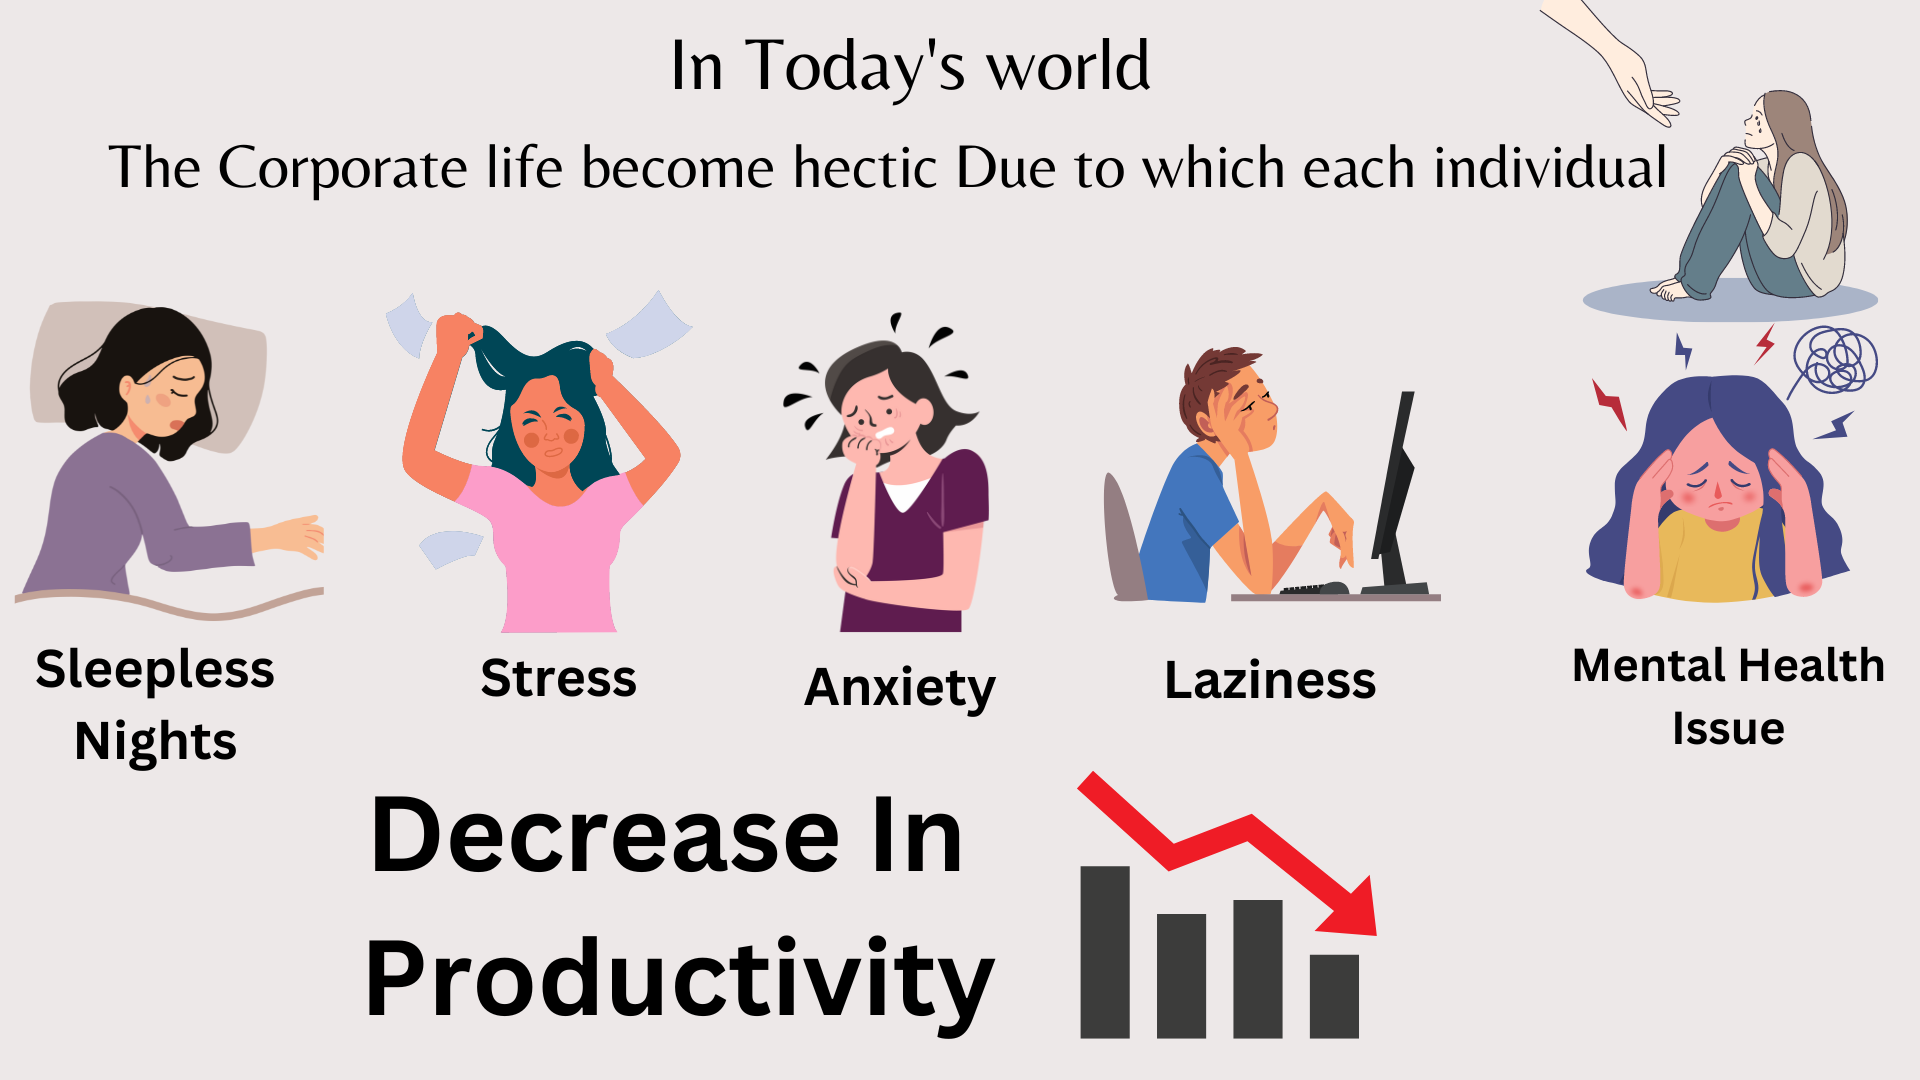 In Today's world
The Corporate life become hectic Due to which each individual
Sleepless
Nights
Stress
Anxiety
Laziness
Mental Health
Issue
Decrease In
Productivity